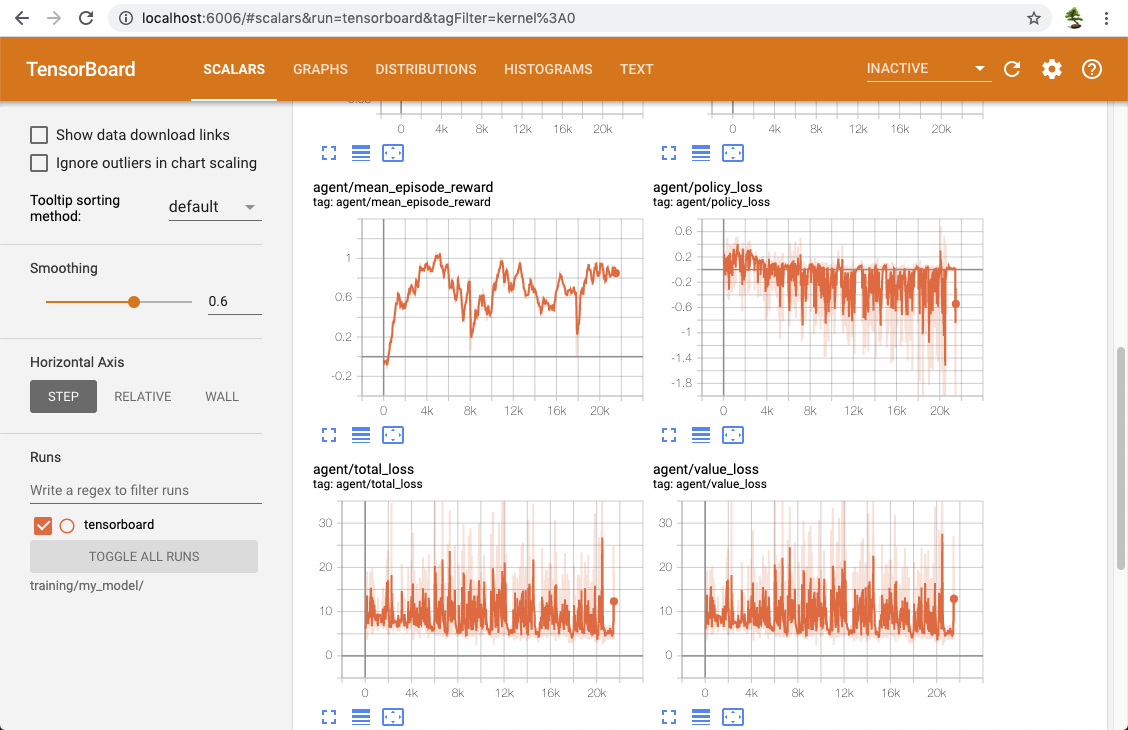 localhost:6006/#scalars&run=tensorboard&tagFilter=kernel%3A0
TensorBoard
SCALARS GRAPHS DISTRIBUTIONS HISTOGRAMS TEXT INACTIVE
Show data download links
Ignore outliers in chart scaling
Tooltip sorting
method:
default
Smoothing
0.6
Horizontal Axis
STEP RELATIVE WALL
Runs
Write a regex to filter runs
tensorboard
TOGGLE ALL RUNS
training/my_model/
0 4k 8k 12k 16k 20k
0 4k 8k 12k 16k 20k
agent/mean_episode_reward
tag: agent/mean_episode_reward
1
0.6
0.2
-0.2
0 4k 8k 12k 16k 20k
agent/policy_loss
tag: agent/policy_loss
0.6
0.2
-0.2
-0.6
-1
-1.4
-1.8
0 4k 8k 12k 16k 20k
agent/total_loss
tag: agent/total_loss
30
20
10
0
0 4k 8k 12k 16k 20k
agent/value_loss
tag: agent/value_loss
30
20
10
0
0 4k 8k 12k 16k 20k